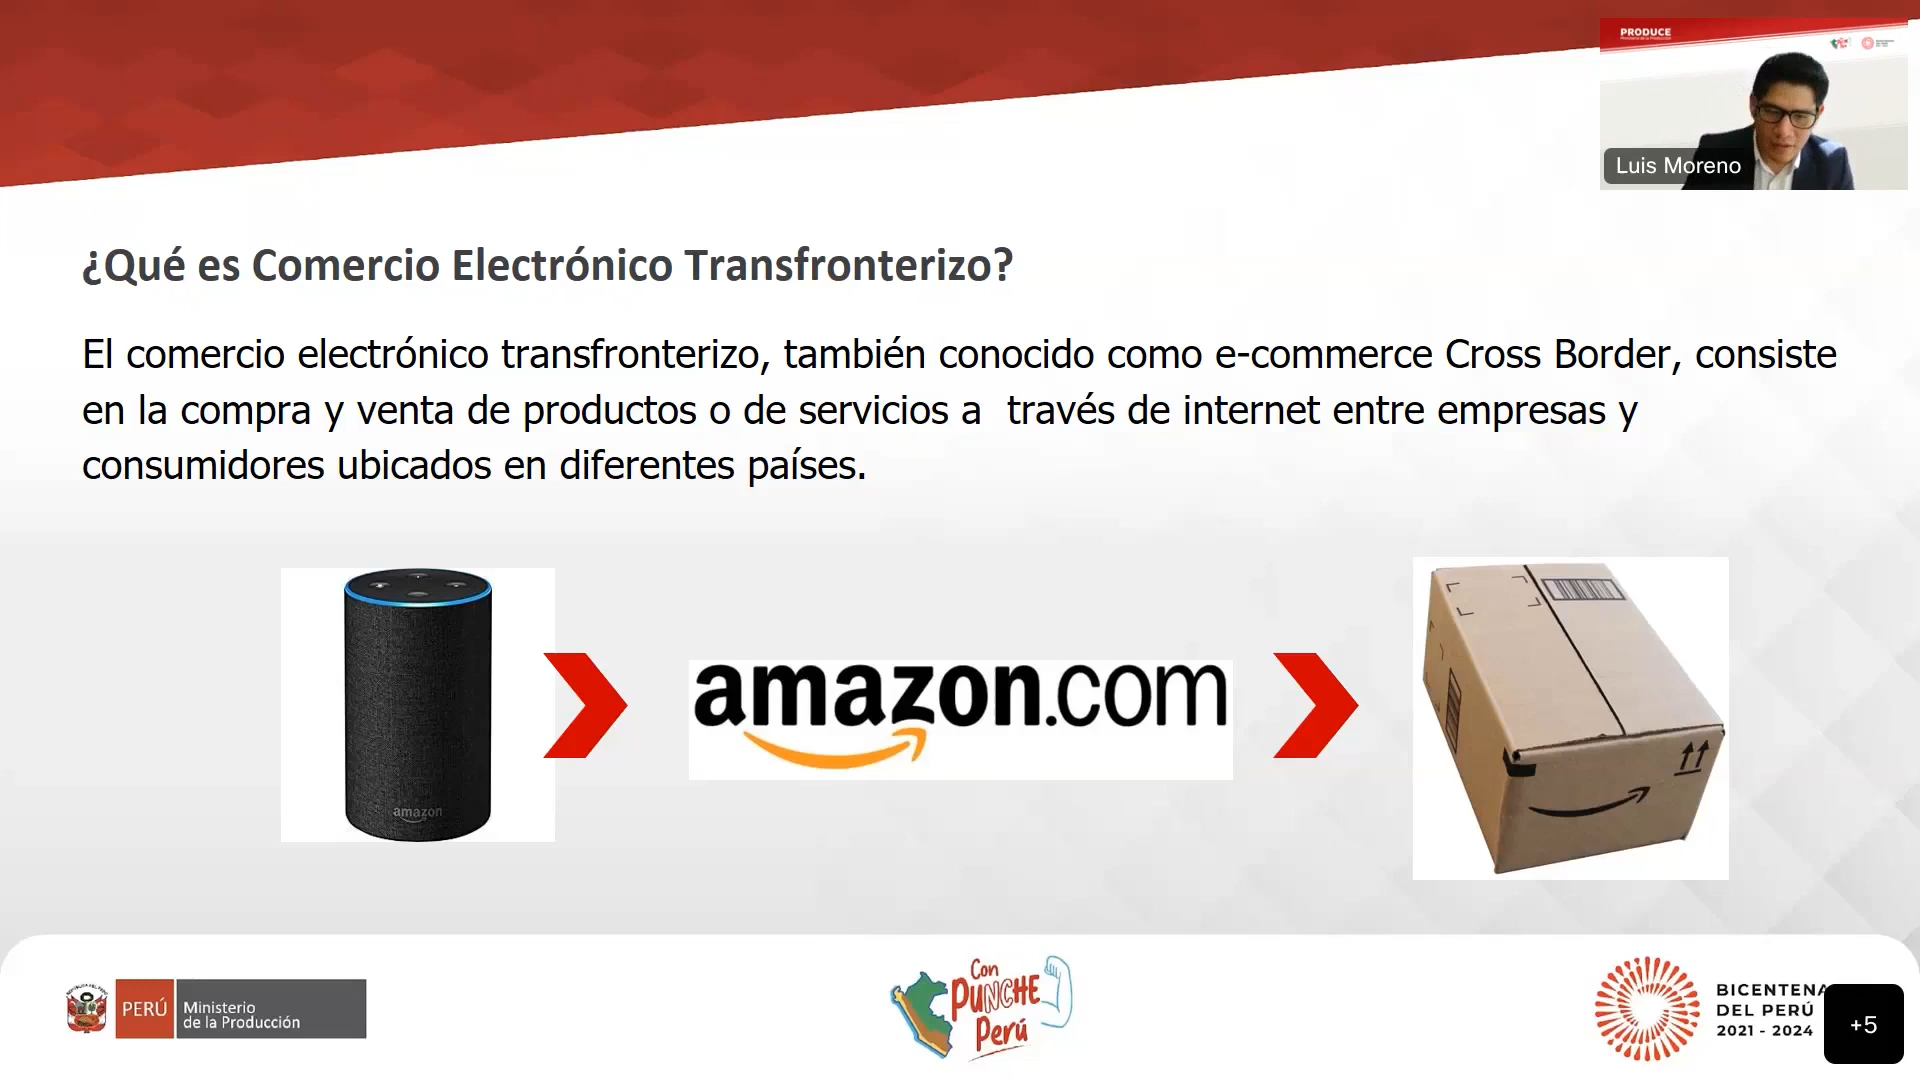 PRODUCE
Luis Moreno
¿Qué es Comercio Electrónico Transfronterizo?
El comercio electrónico transfronterizo, también conocido como e-commerce Cross Border, consiste
en la compra y venta de productos o de servicios a  través de internet entre empresas y
consumidores ubicados en diferentes países.
amazon
amazon.com
PERÚ
Ministerio
de la Producción
Con
PUNCHE
Perú
BICENTENA
DEL PERÚ
2021 - 2024
+5